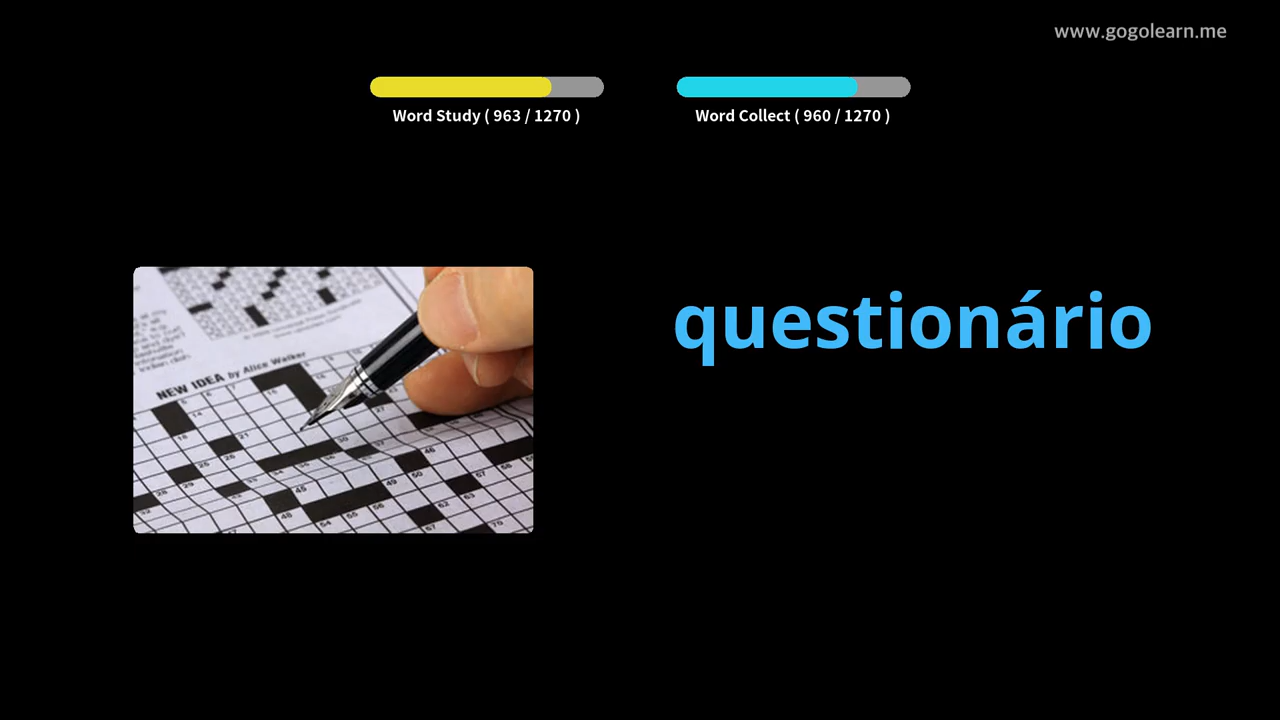 www.gogolearn.me
Word Study ( 963 / 1270 )
Word Collect ( 960 / 1270 )
questionário
NEW IDEA by Alice Walker